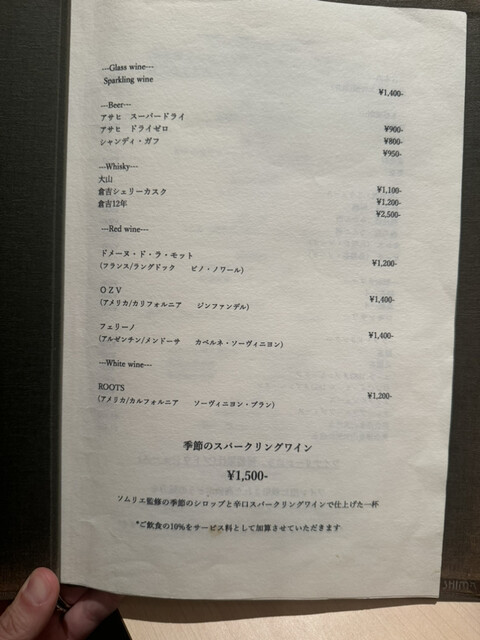 ---Glass wine---
Sparkling wine ¥1,400-
---Beer---
アサヒ スーパードライ ¥900-
アサヒ ドライゼロ ¥800-
シャンディ・ガフ ¥950-
---Whisky---
大山 ¥1,100-
倉吉シェリーカスク ¥1,200-
倉吉12年 ¥2,500-
---Red wine---
ドメーヌ・ド・ラ・モット ¥1,200-
(フランス/ラングドック ピノ・ノワール)
OZV ¥1,400-
(アメリカ/カリフォルニア ジンファンデル)
フェリーノ ¥1,400-
(アルゼンチン/メンドーサ カベルネ・ソーヴィニヨン)
---White wine---
ROOTS ¥1,200-
(アメリカ/カルフォルニア ソーヴィニヨン・ブラン)
季節のスパークリングワイン
¥1,500-
ソムリエ監修の季節のシロップと辛口スパークリングワインで仕上げた一杯
*ご飲食の10%をサービス料として加算させていただきます